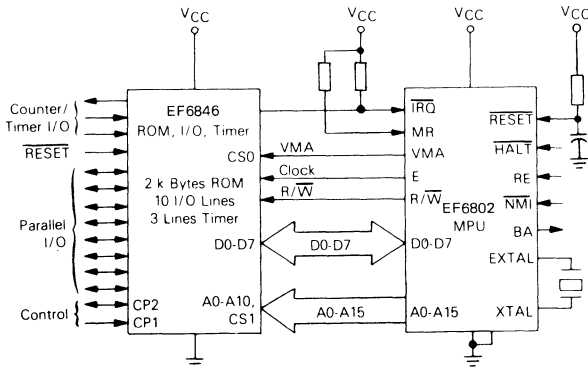 VCC
VCC
VCC
VCC
Counter/
Timer I/O
RESET
Parallel
I/O
Control
EF6846
ROM, I/O, Timer
CS0
2 k Bytes ROM
10 I/O Lines
3 Lines Timer
D0-D7
A0-A10,
CS1
CP2
CP1
VMA
Clock
R/W
D0-D7
A0-A15
IRQ
MR
VMA
E
R/W
EF6802
MPU
D0-D7
A0-A15
RESET
HALT
RE
NMI
BA
EXTAL
XTAL